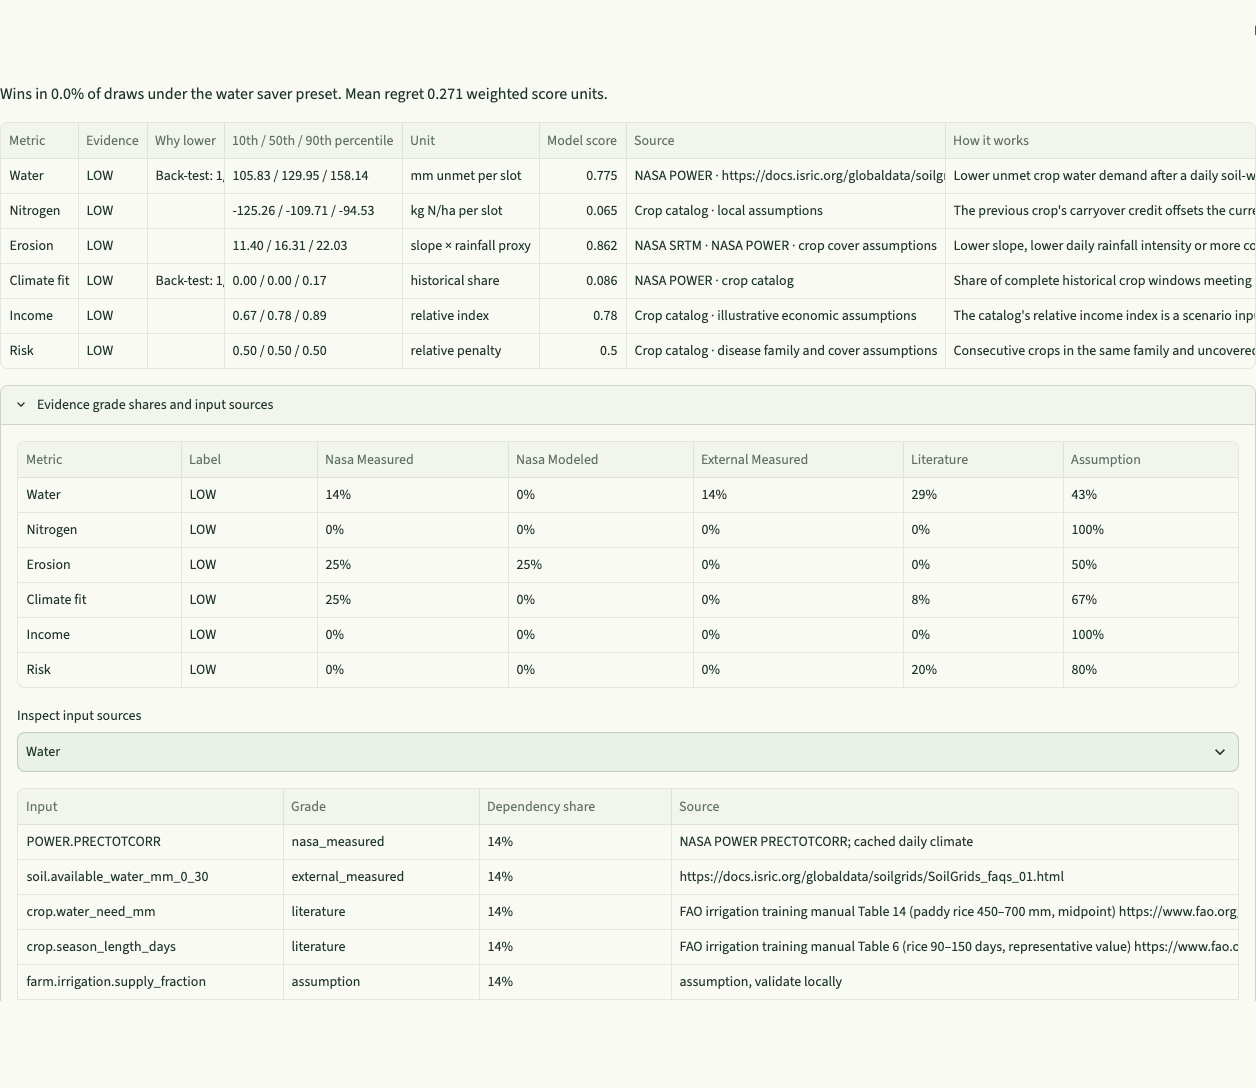 Wins in 0.0% of draws under the water saver preset. Mean regret 0.271 weighted score units.
Metric Evidence Why lower 10th / 50th / 90th percentile Unit Model score Source How it works
Water LOW Back-test: 1, 105.83 / 129.95 / 158.14 mm unmet per slot 0.775 NASA POWER · https://docs.isric.org/globaldata/soilg Lower unmet crop water demand after a daily soil-w
Nitrogen LOW -125.26 / -109.71 / -94.53 kg N/ha per slot 0.065 Crop catalog · local assumptions The previous crop's carryover credit offsets the curre
Erosion LOW 11.40 / 16.31 / 22.03 slope × rainfall proxy 0.862 NASA SRTM · NASA POWER · crop cover assumptions Lower slope, lower daily rainfall intensity or more co
Climate fit LOW Back-test: 1, 0.00 / 0.00 / 0.17 historical share 0.086 NASA POWER · crop catalog Share of complete historical crop windows meeting
Income LOW 0.67 / 0.78 / 0.89 relative index 0.78 Crop catalog · illustrative economic assumptions The catalog's relative income index is a scenario inpu
Risk LOW 0.50 / 0.50 / 0.50 relative penalty 0.5 Crop catalog · disease family and cover assumptions Consecutive crops in the same family and uncovered
Evidence grade shares and input sources
Metric Label Nasa Measured Nasa Modeled External Measured Literature Assumption
Water LOW 14% 0% 14% 29% 43%
Nitrogen LOW 0% 0% 0% 0% 100%
Erosion LOW 25% 25% 0% 0% 50%
Climate fit LOW 25% 0% 0% 8% 67%
Income LOW 0% 0% 0% 0% 100%
Risk LOW 0% 0% 0% 20% 80%
Inspect input sources
Water
Input Grade Dependency share Source
POWER.PRECTOTCORR nasa_measured 14% NASA POWER PRECTOTCORR; cached daily climate
soil.available_water_mm_0_30 external_measured 14% https://docs.isric.org/globaldata/soilgrids/SoilGrids_faqs_01.html
crop.water_need_mm literature 14% FAO irrigation training manual Table 14 (paddy rice 450–700 mm, midpoint) https://www.fao.org,
crop.season_length_days literature 14% FAO irrigation training manual Table 6 (rice 90–150 days, representative value) https://www.fao.c
farm.irrigation.supply_fraction assumption 14% assumption, validate locally